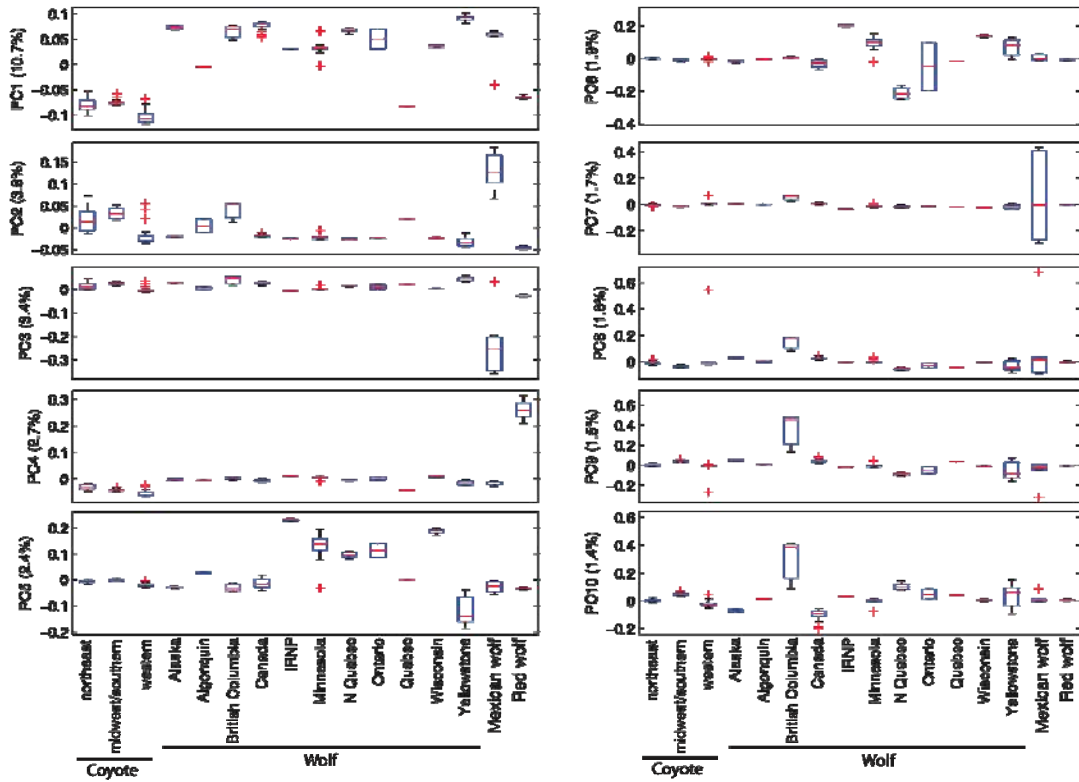 PC1 (10.7%)
0.1
0.05
0
−0.05
−0.1
PC2 (3.8%)
0.15
0.1
0.05
0
−0.05
PC3 (3.4%)
0
−0.1
−0.2
−0.3
PC4 (2.7%)
0.3
0.2
0.1
0
PC5 (2.4%)
0.2
0.1
0
−0.1
−0.2
northeast
midwest/southern
western
Alaska
Algonquin
British Columbia
Canada
IRNP
Minnesota
N Quebec
Ontario
Quebec
Wisconsin
Yellowstone
Mexican wolf
Red wolf
Coyote
Wolf
PC6 (1.9%)
0.2
0
−0.2
−0.4
PC7 (1.7%)
0.4
0.2
0
−0.2
PC8 (1.6%)
0.6
0.4
0.2
0
PC9 (1.5%)
0.6
0.4
0.2
0
−0.2
PC10 (1.4%)
0.6
0.4
0.2
0
−0.2
northeast
midwest/southern
western
Alaska
Algonquin
British Columbia
Canada
IRNP
Minnesota
N Quebec
Ontario
Quebec
Wisconsin
Yellowstone
Mexican wolf
Red wolf
Coyote
Wolf